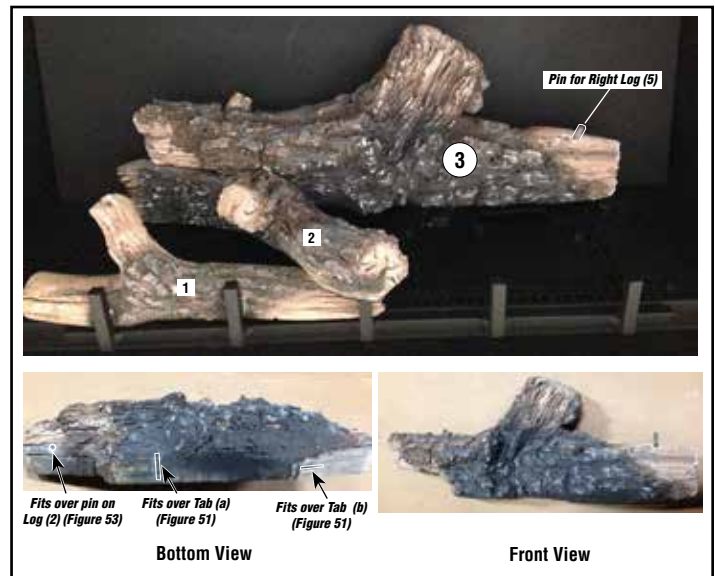 Pin for Right Log (5)
3
2
1
Fits over pin on
Log (2) (Figure 53)
Fits over Tab (a)
(Figure 51)
Fits over Tab (b)
(Figure 51)
Bottom View
Front View